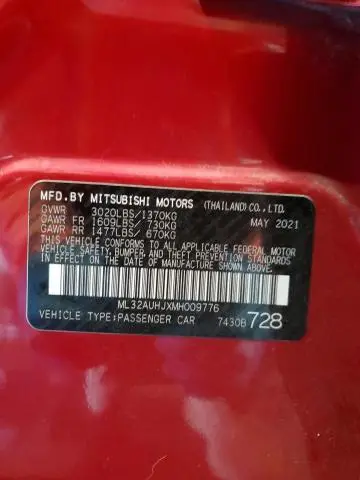 MFD.BY MITSUBISHI MOTORS (THAILAND)CO.,LTD.
GVWR 3020LBS/1370KG MAY 2021
GAWR FR 1609LBS/ 730KG
GAWR RR 1477LBS/ 670KG
THIS VEHICLE CONFORMS TO ALL APPLICABLE FEDERAL MOTOR
VEHICLE SAFETY, BUMPER, AND THEFT PREVENTION STANDARDS
IN EFFECT ON THE DATE OF MANUFACTURE SHOWN ABOVE.
ML32AUHJXMH009776
VEHICLE TYPE:PASSENGER CAR 7430B 728